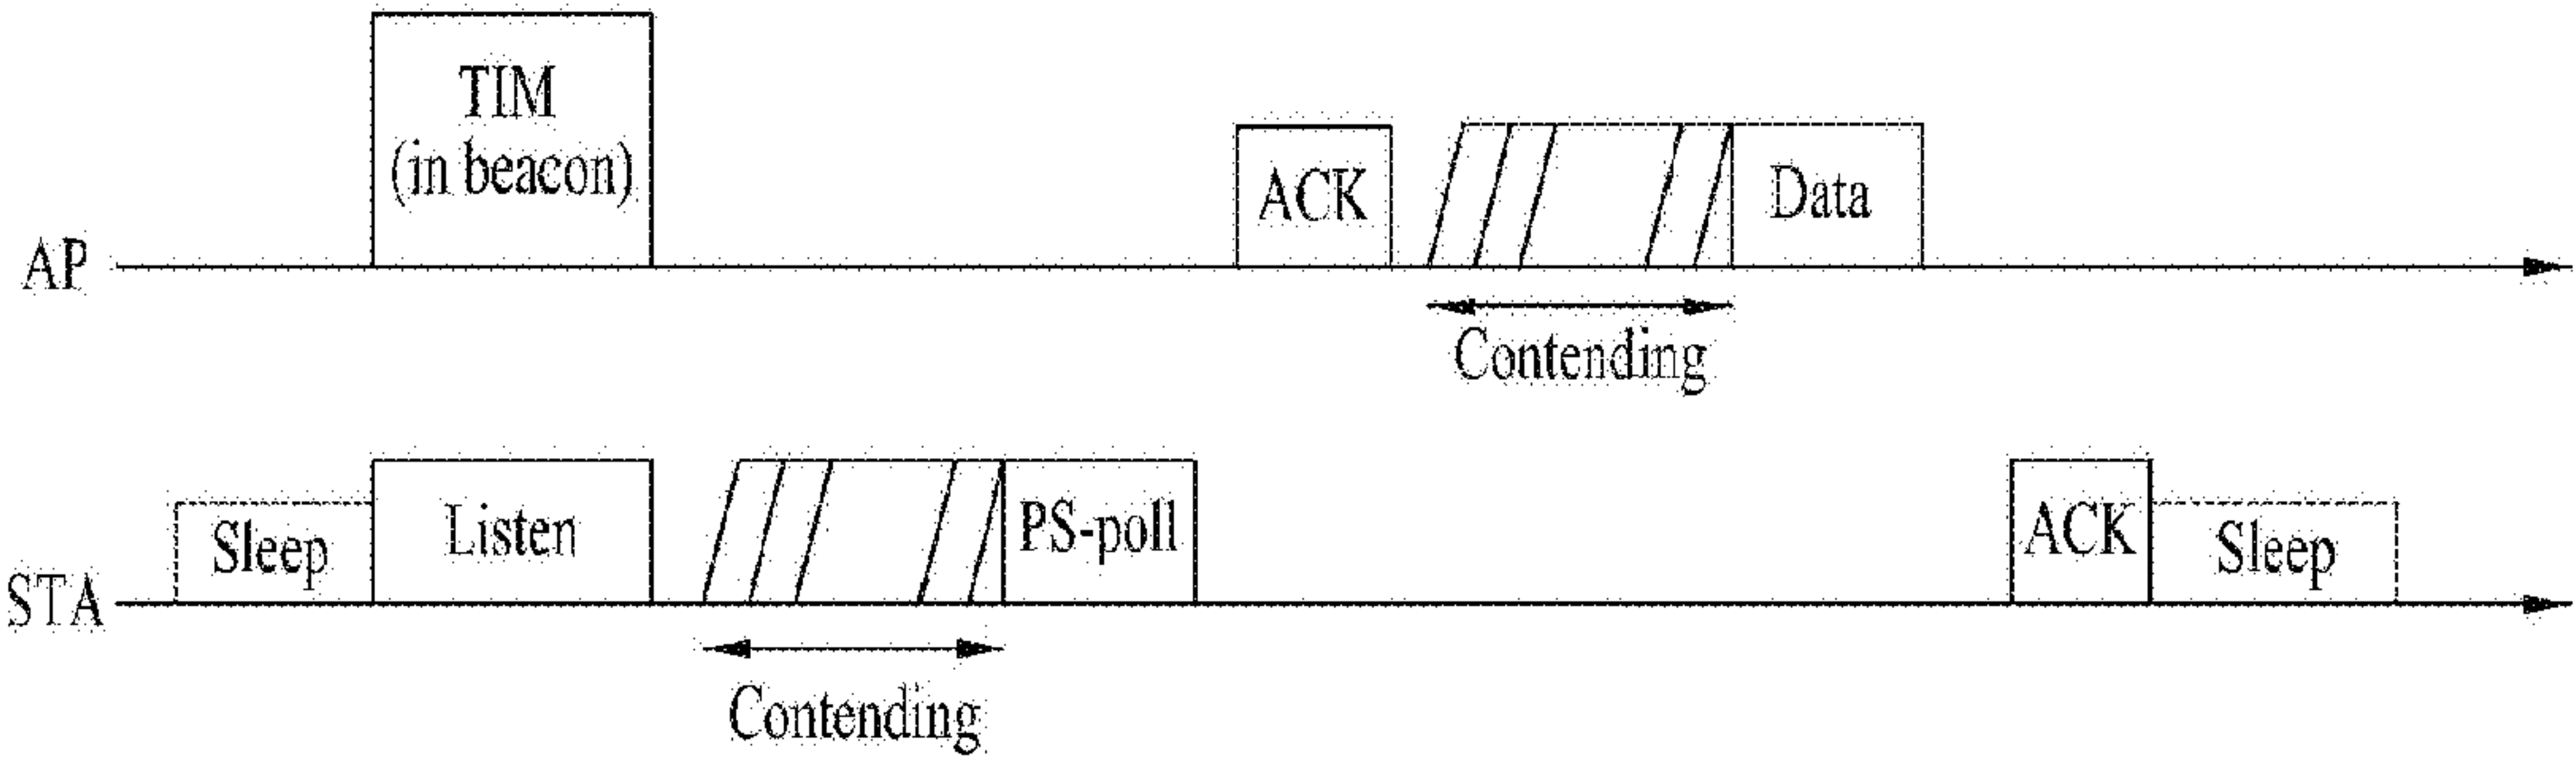 TIM
(in beacon)
ACK
Data
AP
Contending
Sleep
Listen
PS-poll
ACK
Sleep
STA
Contending